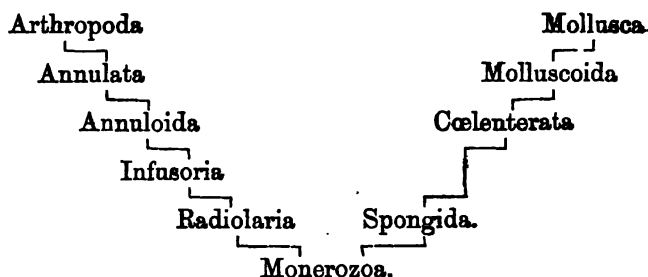 Arthropoda Mollusca.
Annulata Molluscoida
Annuloida Cœlenterata
Infusoria
Radiolaria Spongida.
Monerozoa.